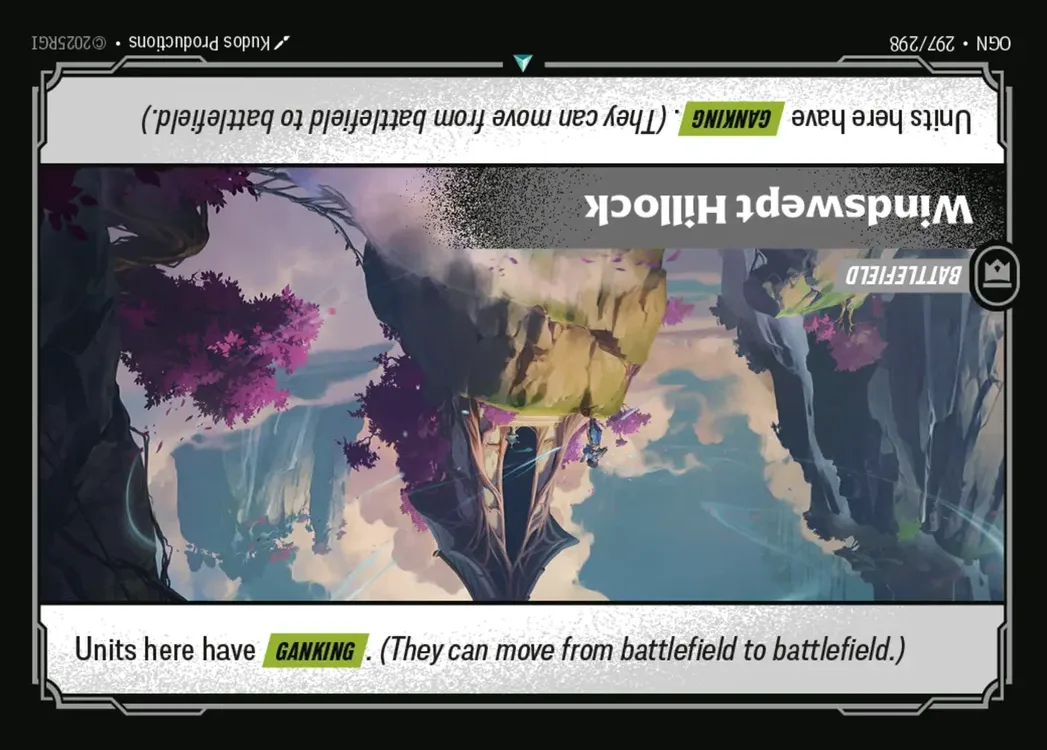 Units here have GANKING. (They can move from battlefield to battlefield.)
BATTLEFIELD
Windswept Hillock
Units here have GANKING. (They can move from battlefield to battlefield.)
OGN • 297/298
Kudos Productions • ©2025RGI